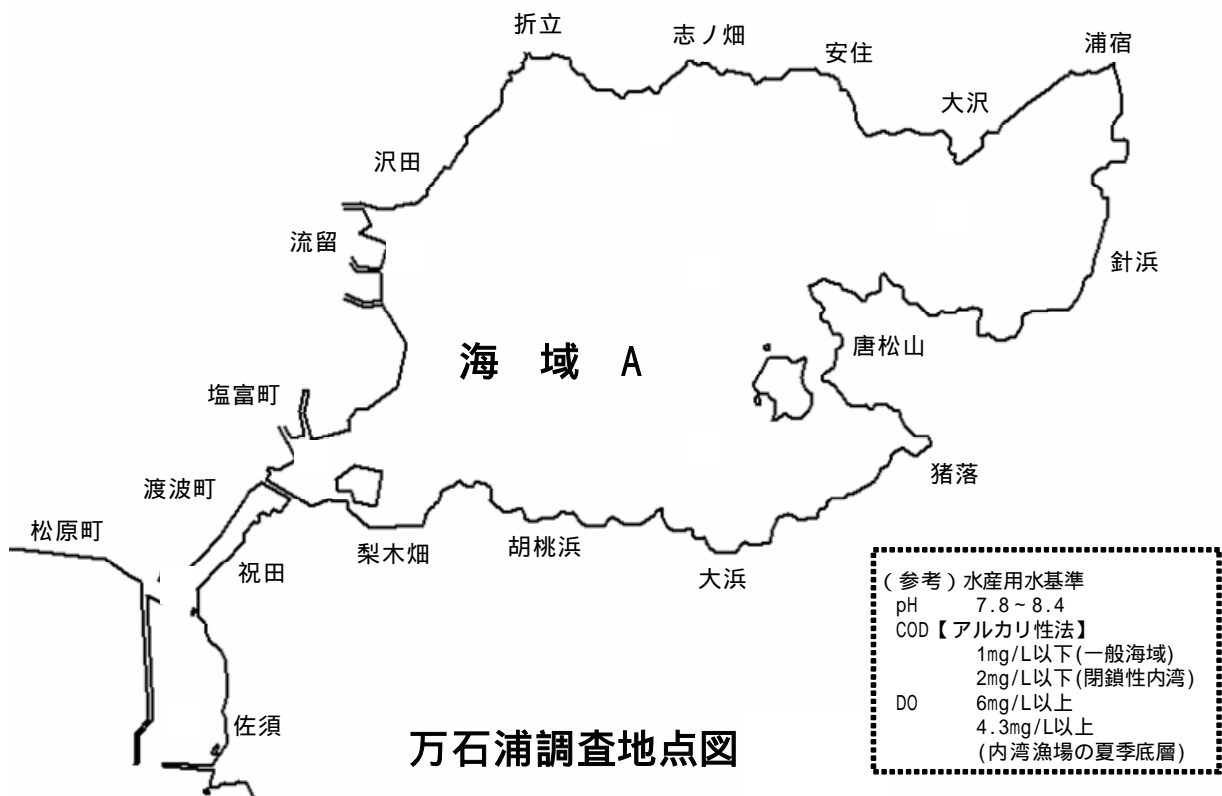 折立
志ノ畑
安住
浦宿
大沢
沢田
流留
針浜
唐松山
海 域 A
塩富町
猪落
渡波町
松原町
梨木畑
胡桃浜
祝田
大浜
(参考)水産用水基準
pH 7.8~8.4
COD【アルカリ性法】
1mg/L以下(一般海域)
2mg/L以下(閉鎖性内湾)
DO 6mg/L以上
4.3mg/L以上
(内湾漁場の夏季底層)
佐須
万石浦調査地点図